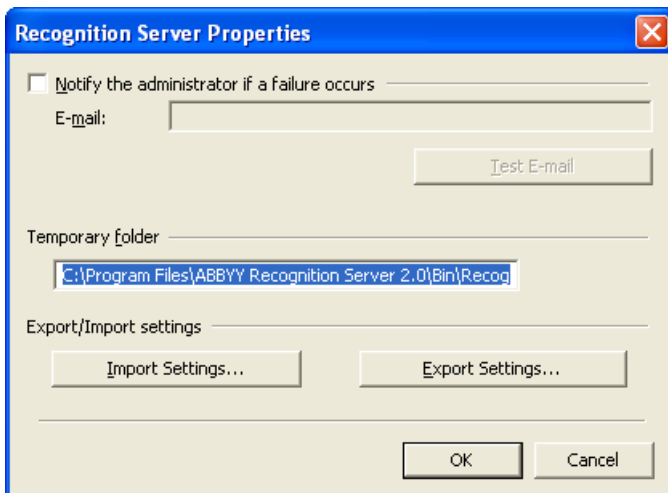 Recognition Server Properties
Notify the administrator if a failure occurs
E-mail:
Test E-mail
Temporary folder
C:\Program Files\ABBYY Recognition Server 2.0\Bin\Recog
Export/Import settings
Import Settings... Export Settings...
OK Cancel